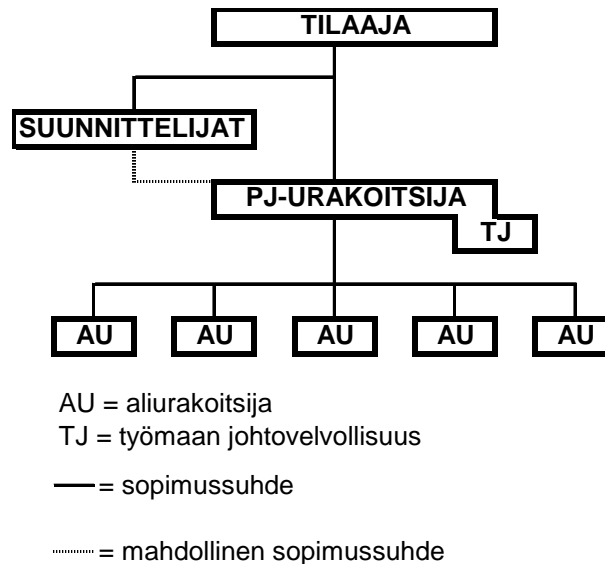 TILAAJA
SUUNNITTELIJAT
PJ-URAKOITSIJA
TJ
AU AU AU AU AU
AU = aliurakoitsija
TJ = työmaan johtovelvollisuus
= sopimussuhde
= mahdollinen sopimussuhde